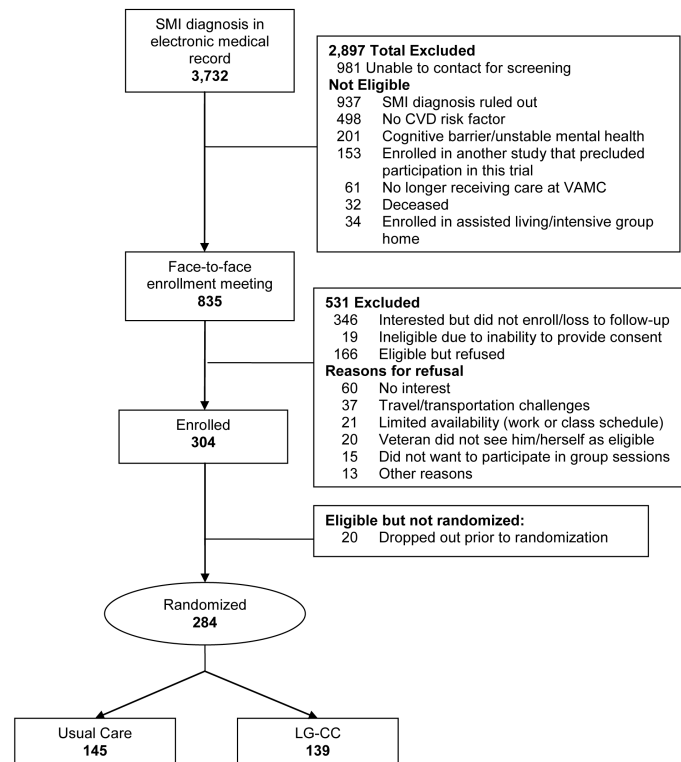 SMI diagnosis in
electronic medical
record
3,732
2,897 Total Excluded
981 Unable to contact for screening
Not Eligible
937 SMI diagnosis ruled out
498 No CVD risk factor
201 Cognitive barrier/unstable mental health
153 Enrolled in another study that precluded
participation in this trial
61 No longer receiving care at VAMC
32 Deceased
34 Enrolled in assisted living/intensive group
home
Face-to-face
enrollment meeting
835
531 Excluded
346 Interested but did not enroll/loss to follow-up
19 Ineligible due to inability to provide consent
166 Eligible but refused
Reasons for refusal
60 No interest
37 Travel/transportation challenges
21 Limited availability (work or class schedule)
20 Veteran did not see him/herself as eligible
15 Did not want to participate in group sessions
13 Other reasons
Enrolled
304
Eligible but not randomized:
20 Dropped out prior to randomization
Randomized
284
Usual Care
145
LG-CC
139